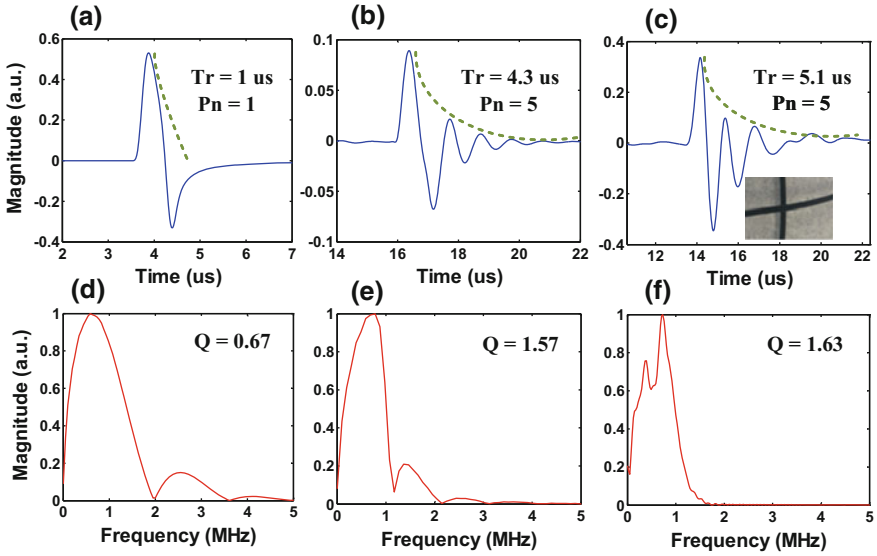 (a)
(b)
(c)
Magnitude (a.u.)
0.6
0.4
0.2
0
-0.2
-0.4
Tr = 1 us
Pn = 1
2 3 4 5 6 7
Time (us)
0.1
0.05
0
-0.05
-0.1
Tr = 4.3 us
Pn = 5
14 16 18 20 22
Time (us)
0.4
0.2
0
-0.2
-0.4
Tr = 5.1 us
Pn = 5
12 14 16 18 20 22
Time (us)
(d)
(e)
(f)
Magnitude (a.u.)
1
0.8
0.6
0.4
0.2
0
Q = 0.67
0 1 2 3 4 5
Frequency (MHz)
1
0.8
0.6
0.4
0.2
0
Q = 1.57
0 1 2 3 4 5
Frequency (MHz)
1
0.8
0.6
0.4
0.2
0
Q = 1.63
0 1 2 3 4 5
Frequency (MHz)